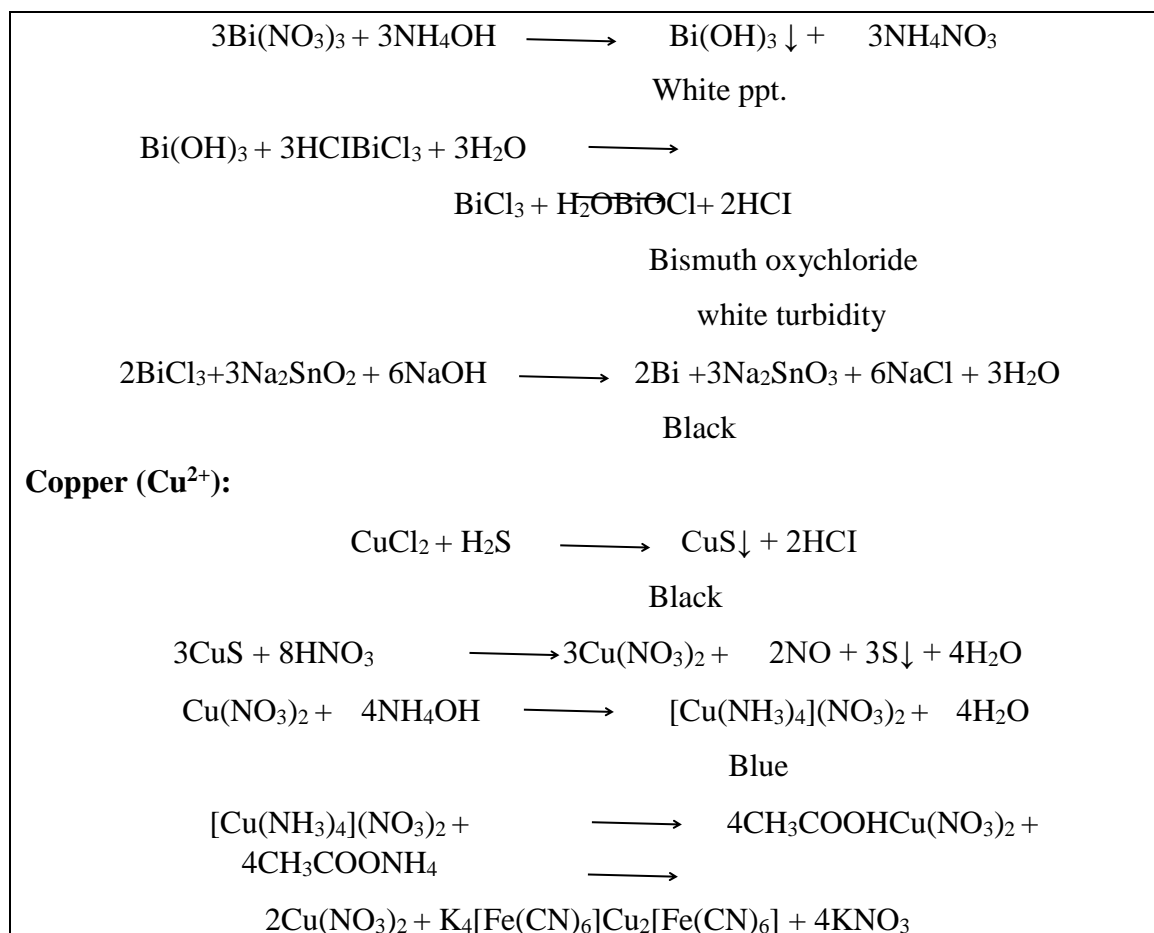 3Bi(NO₃)₃ + 3NH₄OH ⟶ Bi(OH)₃ ↓ + 3NH₄NO₃
White ppt.
Bi(OH)₃ + 3HCIBiCl₃ + 3H₂O ⟶
BiCl₃ + H₂OBiOCl+ 2HCI ⟶
Bismuth oxychloride
white turbidity
2BiCl₃+3Na₂SnO₂ + 6NaOH ⟶ 2Bi +3Na₂SnO₃ + 6NaCl + 3H₂O
Black
Copper (Cu²⁺):
CuCl₂ + H₂S ⟶ CuS↓ + 2HCI
Black
3CuS + 8HNO₃ ⟶ 3Cu(NO₃)₂ + 2NO + 3S↓ + 4H₂O
Cu(NO₃)₂ + 4NH₄OH ⟶ [Cu(NH₃)₄](NO₃)₂ + 4H₂O
Blue
[Cu(NH₃)₄](NO₃)₂ + ⟶ 4CH₃COOHCu(NO₃)₂ +
4CH₃COONH₄ ⟶
2Cu(NO₃)₂ + K₄[Fe(CN)₆]Cu₂[Fe(CN)₆] + 4KNO₃